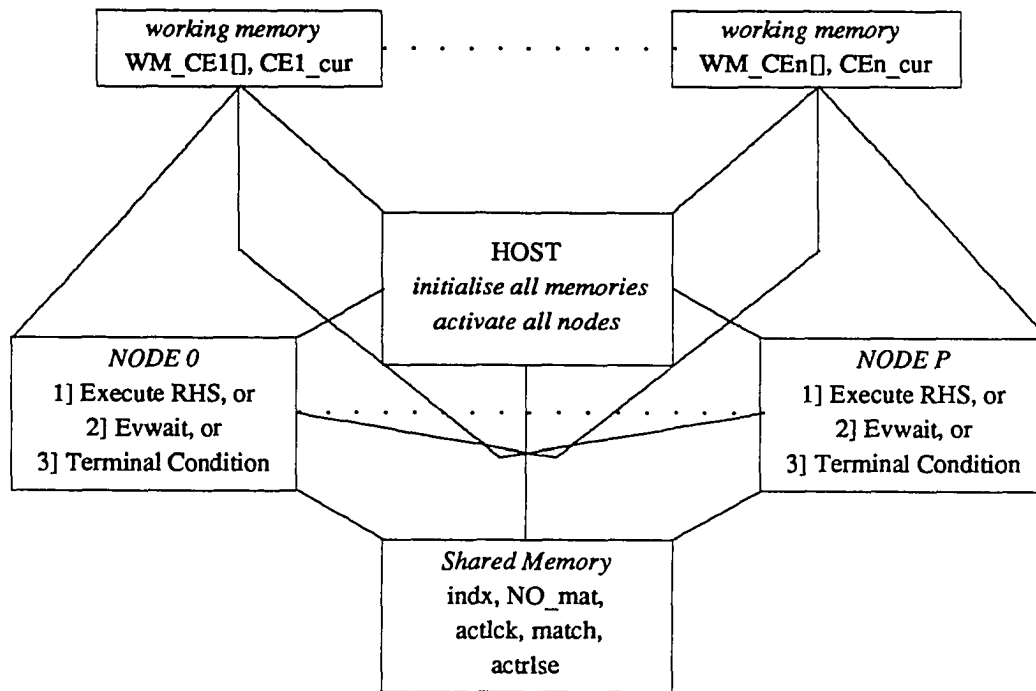 working memory
WM_CE1[], CE1_cur
working memory
WM_CEn[], CEn_cur
HOST
initialise all memories
activate all nodes
NODE 0
1] Execute RHS, or
2] Evwait, or
3] Terminal Condition
NODE P
1] Execute RHS, or
2] Evwait, or
3] Terminal Condition
Shared Memory
indx, NO_mat,
actlck, match,
actrlse